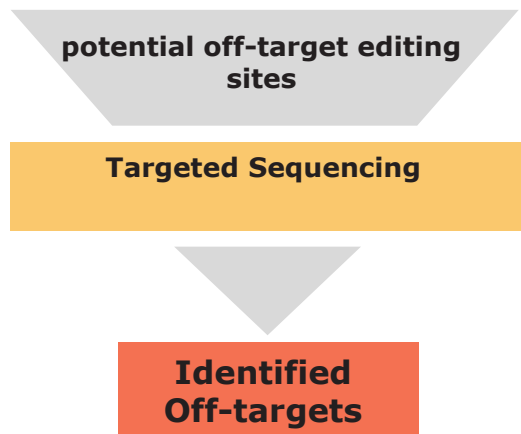 potential off-target editing
sites
Targeted Sequencing
Identified
Off-targets